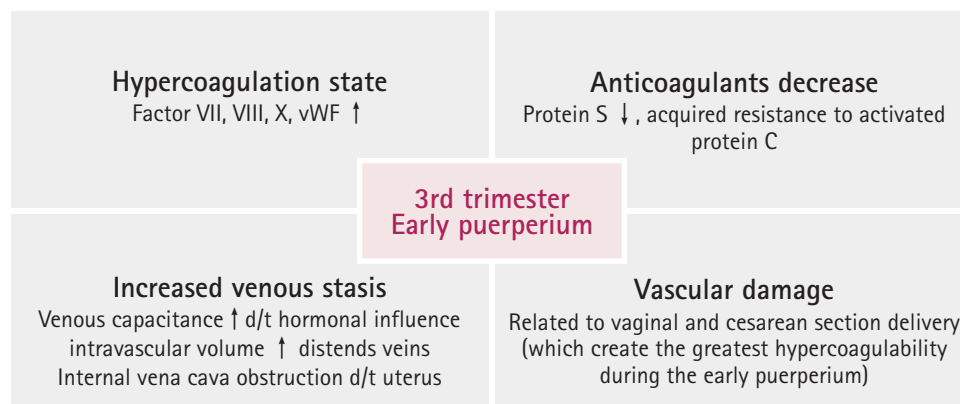 Hypercoagulation state
Factor VII, VIII, X, vWF ↑
Anticoagulants decrease
Protein S ↓, acquired resistance to activated
protein C
3rd trimester
Early puerperium
Increased venous stasis
Venous capacitance ↑ d/t hormonal influence
intravascular volume ↑ distends veins
Internal vena cava obstruction d/t uterus
Vascular damage
Related to vaginal and cesarean section delivery
(which create the greatest hypercoagulability
during the early puerperium)